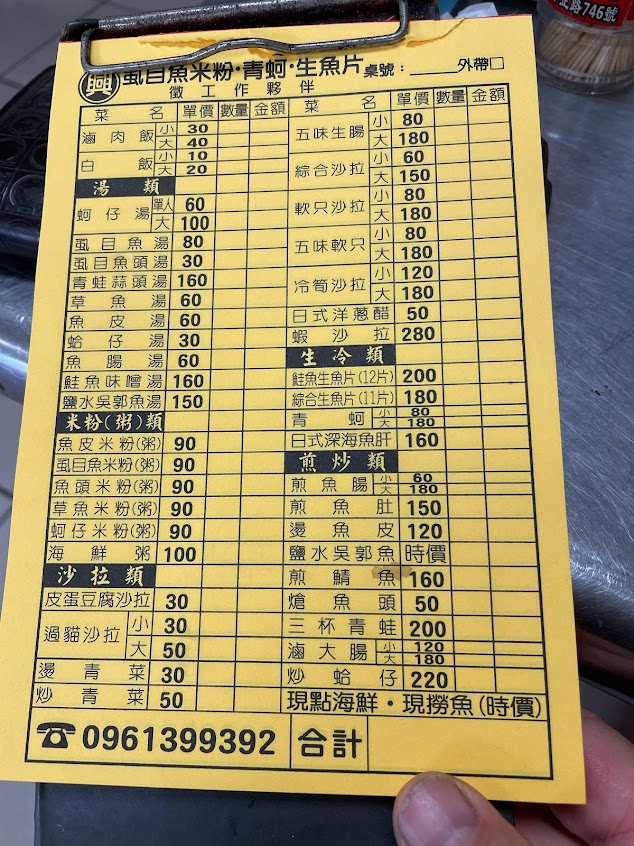 正路746號
興 虱目魚米粉·青蚵·生魚片 桌號：_____ 外帶□
徵工作夥伴
菜名 單價 數量 金額
滷肉飯 小 30
大 40
白飯 小 10
大 20
湯類
蚵仔湯 單人 60
大 100
虱目魚湯 80
虱目魚頭湯 30
青蛙蒜頭湯 160
草魚湯 60
魚皮湯 60
蛤仔湯 30
魚腸湯 60
鮭魚味噌湯 160
鹽水吳郭魚湯 150
米粉(粥)類
魚皮米粉(粥) 90
虱目魚米粉(粥) 90
魚頭米粉(粥) 90
草魚米粉(粥) 90
蚵仔米粉(粥) 90
海鮮粥 100
沙拉類
皮蛋豆腐沙拉 30
過貓沙拉 小 30
大 50
燙青菜 30
炒青菜 50
菜名 單價 數量 金額
五味生腸 小 80
大 180
綜合沙拉 小 60
大 150
軟只沙拉 小 80
大 180
五味軟只 小 80
大 180
冷筍沙拉 小 120
大 180
日式洋蔥醋 50
蝦沙拉 280
生冷類
鮭魚生魚片(12片) 200
綜合生魚片(11片) 180
青蚵 小 80
大 180
日式深海魚肝 160
煎炒類
煎魚腸 小 60
大 180
煎魚肚 150
燙魚皮 120
鹽水吳郭魚 時價
煎鯖魚 160
熗魚頭 50
三杯青蛙 200
滷大腸 小 120
大 180
炒蛤仔 220
現點海鮮·現撈魚(時價)
☎0961399392 合計